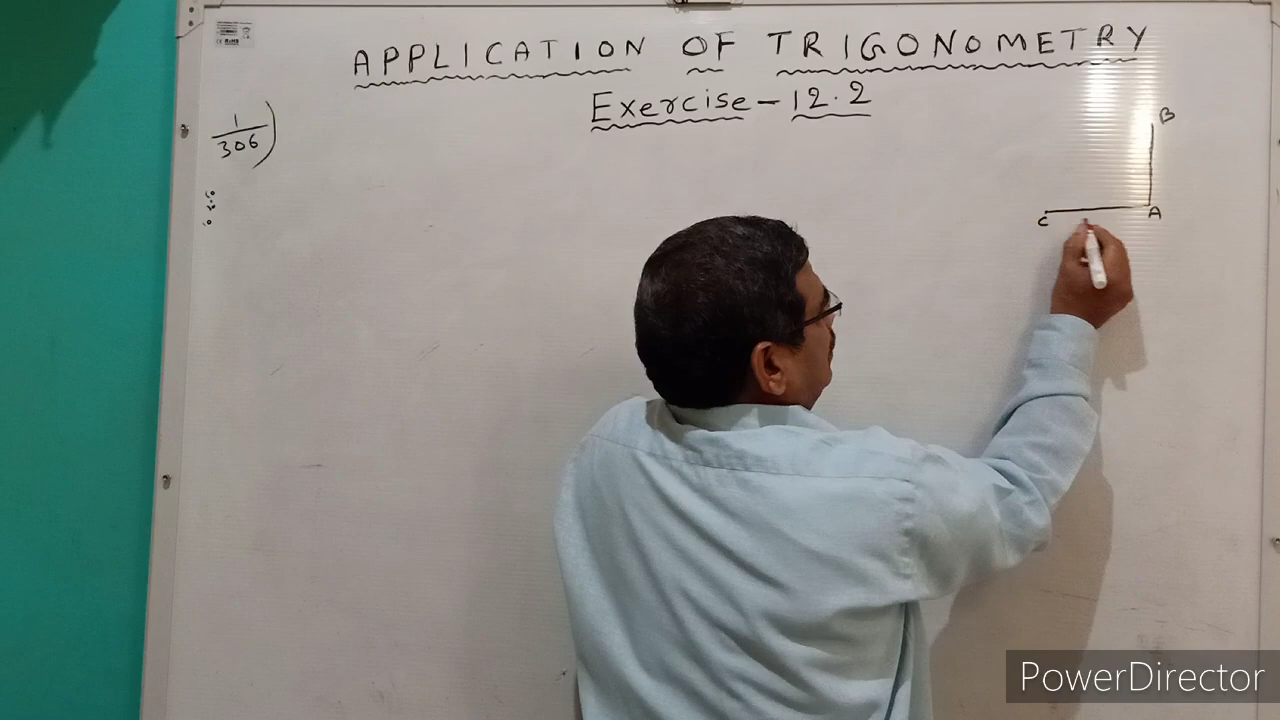 APPLICATION OF TRIGONOMETRY
Exercise - 12.2
1
306)
B
C A
PowerDirector